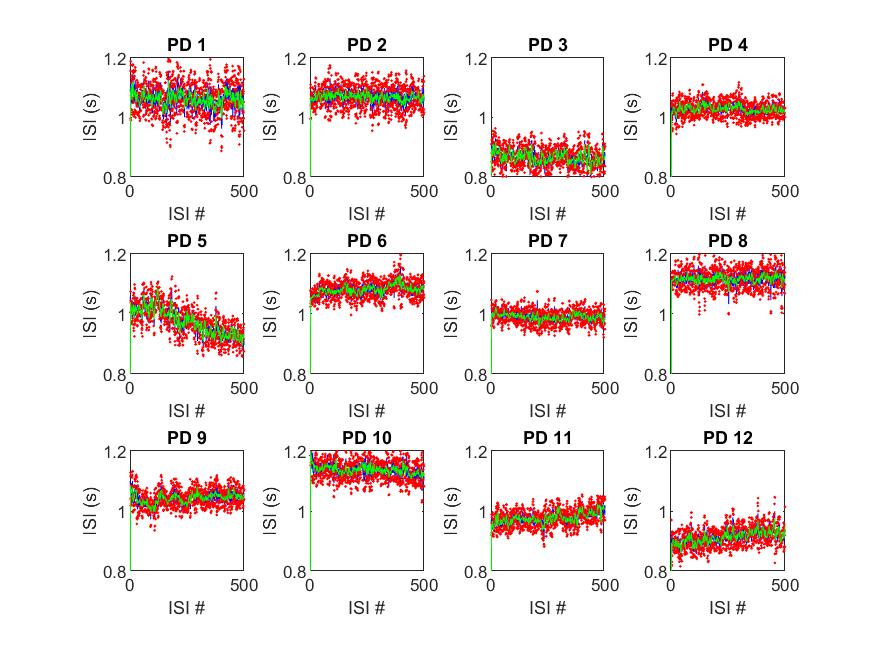 PD 1 PD 2 PD 3 PD 4
1.2 1.2 1.2 1.2
ISI (s) ISI (s) ISI (s) ISI (s)
1 1 1 1
0.8 0.8 0.8 0.8
0 500 0 500 0 500 0 500
ISI # ISI # ISI # ISI #
PD 5 PD 6 PD 7 PD 8
1.2 1.2 1.2 1.2
ISI (s) ISI (s) ISI (s) ISI (s)
1 1 1 1
0.8 0.8 0.8 0.8
0 500 0 500 0 500 0 500
ISI # ISI # ISI # ISI #
PD 9 PD 10 PD 11 PD 12
1.2 1.2 1.2 1.2
ISI (s) ISI (s) ISI (s) ISI (s)
1 1 1 1
0.8 0.8 0.8 0.8
0 500 0 500 0 500 0 500
ISI # ISI # ISI # ISI #